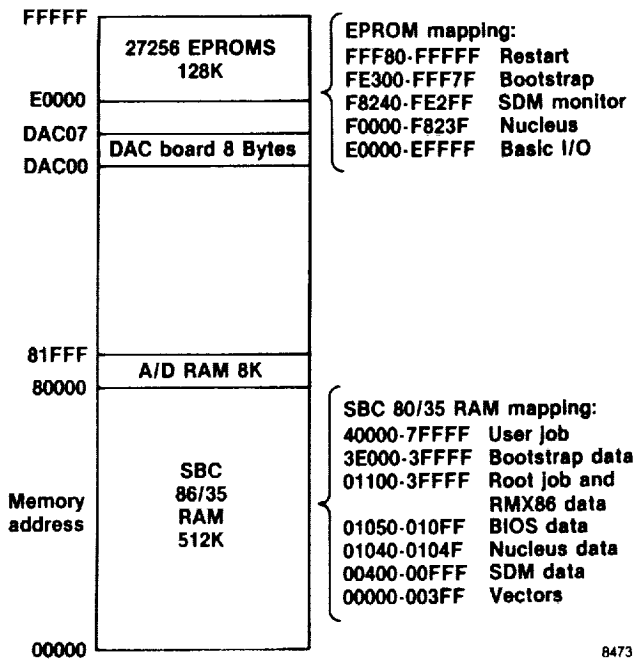 FFFFF
27256 EPROMS
128K
E0000
DAC07
DAC board 8 Bytes
DAC00
81FFF
A/D RAM 8K
80000
SBC
86/35
RAM
512K
Memory
address
00000
EPROM mapping:
FFF80-FFFFF Restart
FE300-FFF7F Bootstrap
F8240-FE2FF SDM monitor
F0000-F823F Nucleus
E0000-EFFFF Basic I/O
SBC 80/35 RAM mapping:
40000-7FFFF User job
3E000-3FFFF Bootstrap data
01100-3FFFF Root job and
RMX86 data
01050-010FF BIOS data
01040-0104F Nucleus data
00400-00FFF SDM data
00000-003FF Vectors
8473